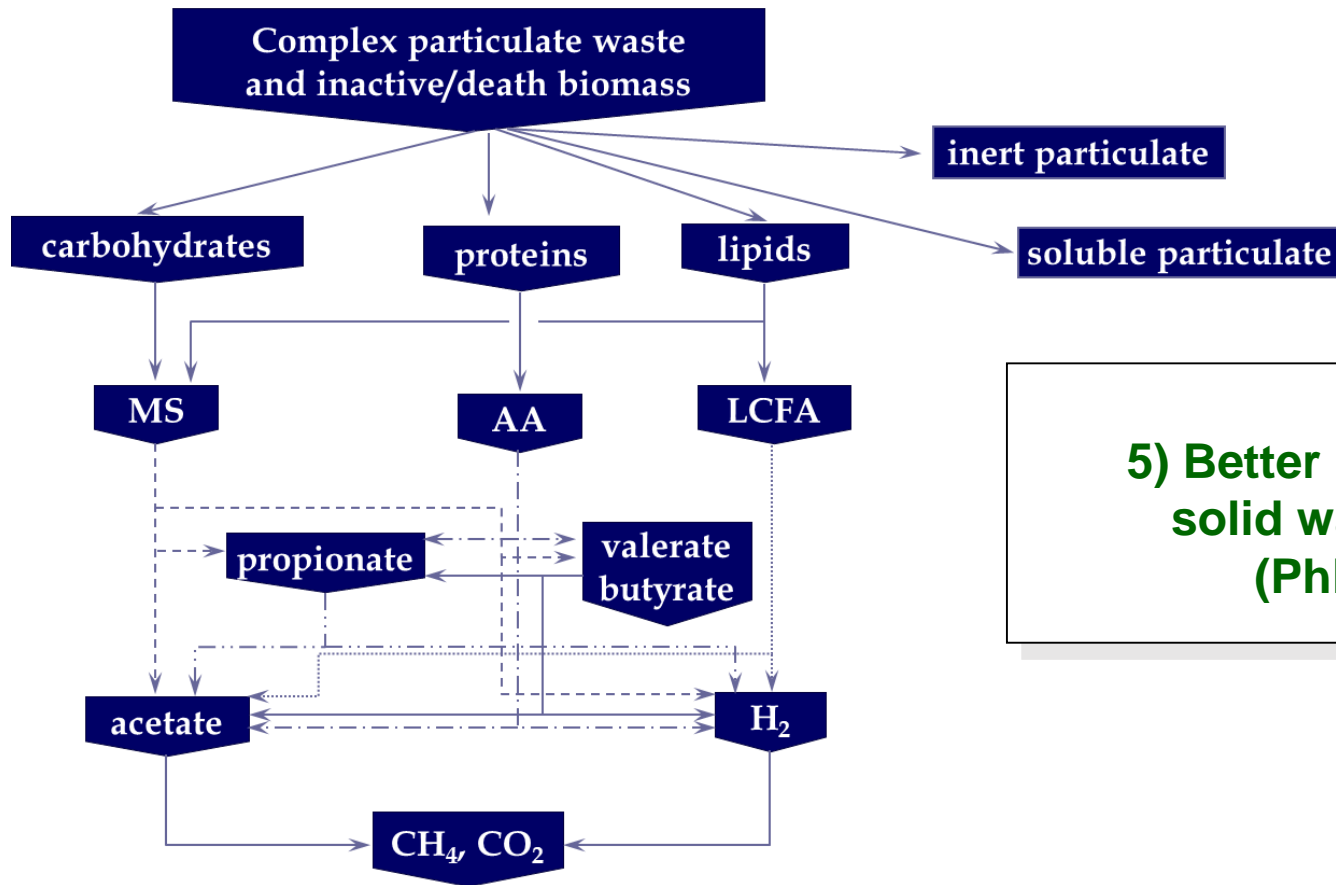 Complex particulate waste
and inactive/death biomass
inert particulate
carbohydrates
proteins
lipids
soluble particulate
MS
AA
LCFA
5) Better
solid w
(Ph
propionate
valerate
butyrate
acetate
H₂
CH₄, CO₂